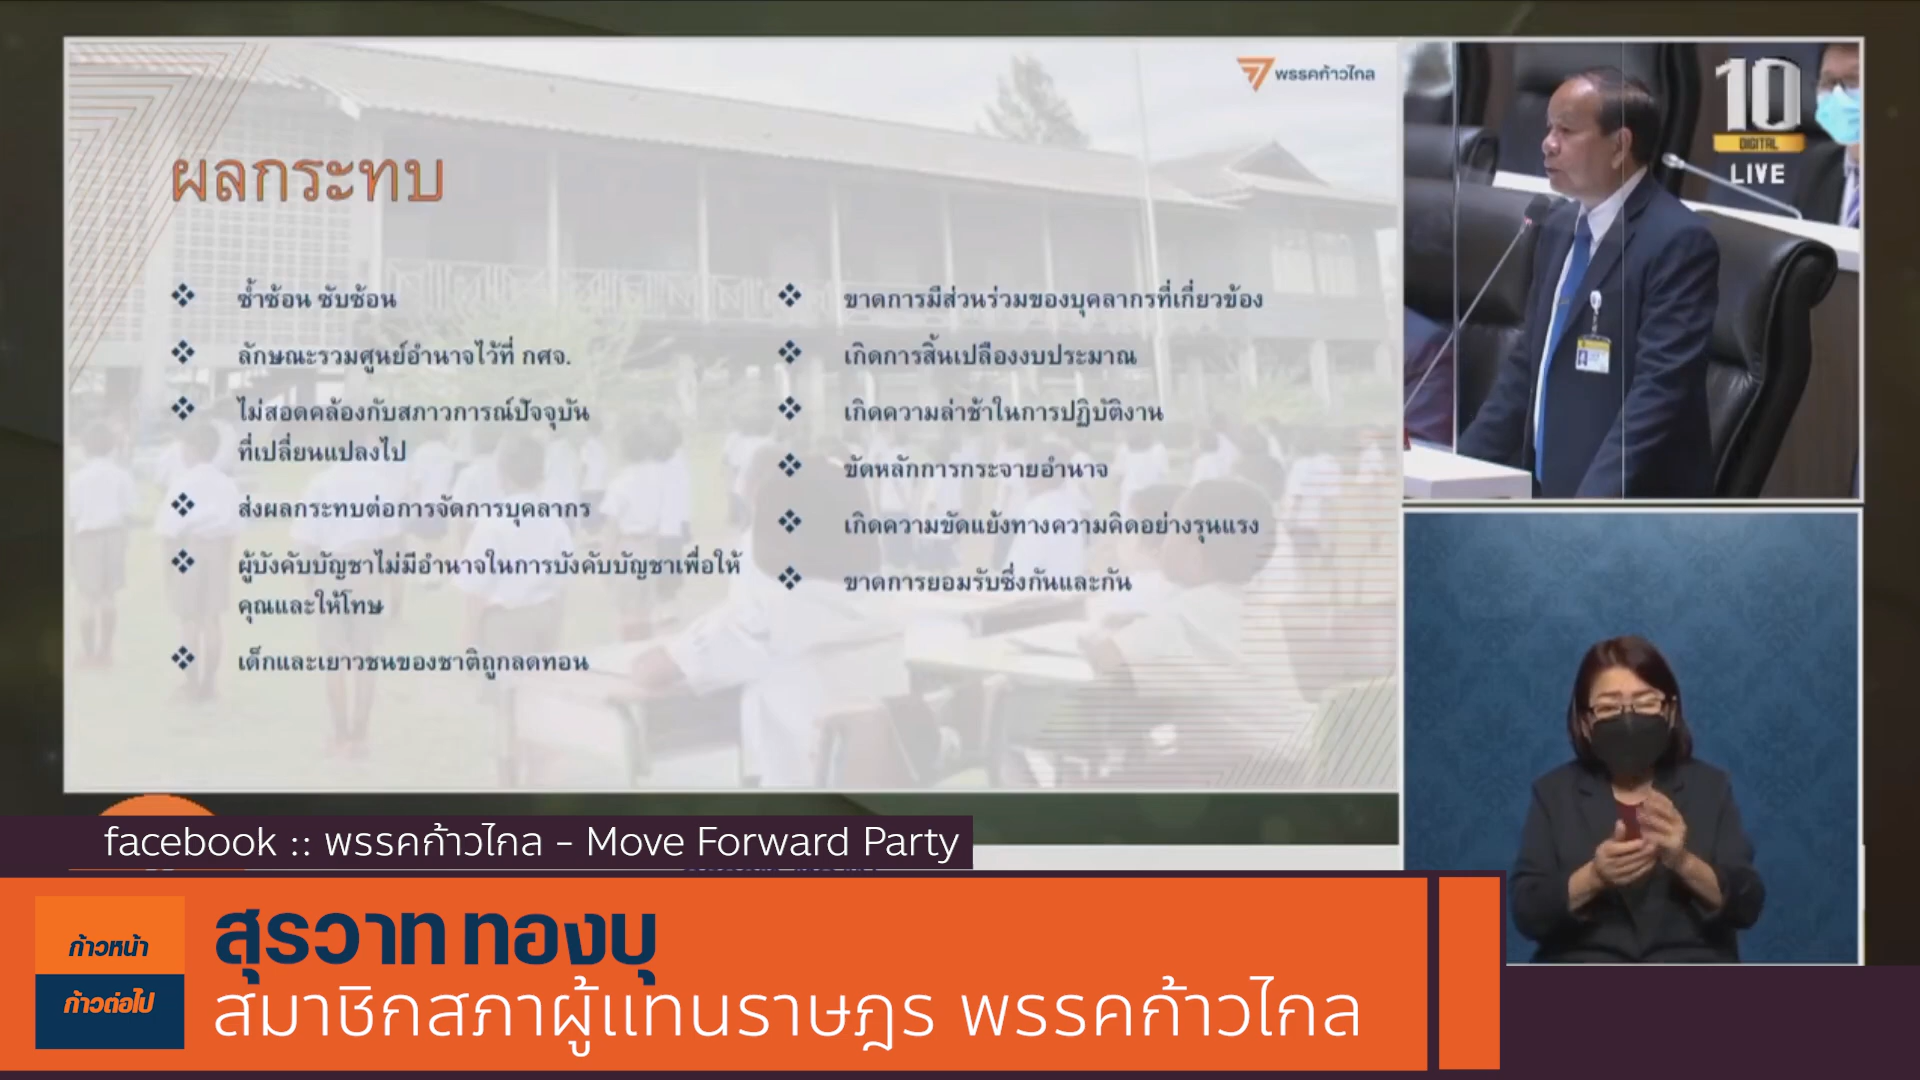 พรรคก้าวไกล
10
DIGITAL
LIVE
ผลกระทบ
ซ้ำซ้อน ซับซ้อน
ลักษณะรวมศูนย์อำนาจไว้ที่ กศจ.
ไม่สอดคล้องกับสภาวการณ์ปัจจุบัน
ที่เปลี่ยนแปลงไป
ส่งผลกระทบต่อการจัดการบุคลากร
ผู้บังคับบัญชาไม่มีอำนาจในการบังคับบัญชาเพื่อให้
คุณและให้โทษ
เด็กและเยาวชนของชาติถูกลดทอน
ขาดการมีส่วนร่วมของบุคลากรที่เกี่ยวข้อง
เกิดการสิ้นเปลืองงบประมาณ
เกิดความล่าช้าในการปฏิบัติงาน
ขัดหลักการกระจายอำนาจ
เกิดความขัดแย้งทางความคิดอย่างรุนแรง
ขาดการยอมรับซึ่งกันและกัน
facebook :: พรรคก้าวไกล - Move Forward Party
ก้าวหน้า
ก้าวต่อไป
สุรวาท ทองบุ
สมาชิกสภาผู้แทนราษฎร พรรคก้าวไกล